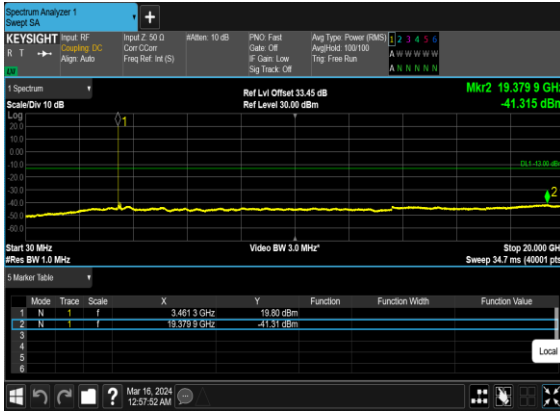 Spectrum Analyzer 1
Swept SA
+
KEYSIGHT
R T
Input: RF
Coupling: DC
Align: Auto
Input Z: 50 Ω
Corr CCorr
Freq Ref: Int (S)
#Atten: 10 dB
PNO: Fast
Gate: Off
IF Gain: Low
Sig Track: Off
Avg Type: Power (RMS)
Avg|Hold: 100/100
Trig: Free Run
1 2 3 4 5 6
A W W W W W
A N N N N N
1 Spectrum
Scale/Div 10 dB
Ref Lvl Offset 33.45 dB
Ref Level 30.00 dBm
Mkr2 19.379 9 GHz
-41.315 dBm
Log
20.0
10.0
0.00
-10.0
-20.0
-30.0
-40.0
-50.0
-60.0
1
DL1 -13.00 dBm
2
Start 30 MHz
#Res BW 1.0 MHz
Video BW 3.0 MHz*
Stop 20.000 GH
Sweep 34.7 ms (40001 pts
5 Marker Table
Mode Trace Scale X Y Function Function Width Function Value
1 N 1 f 3.461 3 GHz 19.80 dBm
2 N 1 f 19.379 9 GHz -41.31 dBm
3
4
5
6
Local
?
Mar 16, 2024
12:57:52 AM